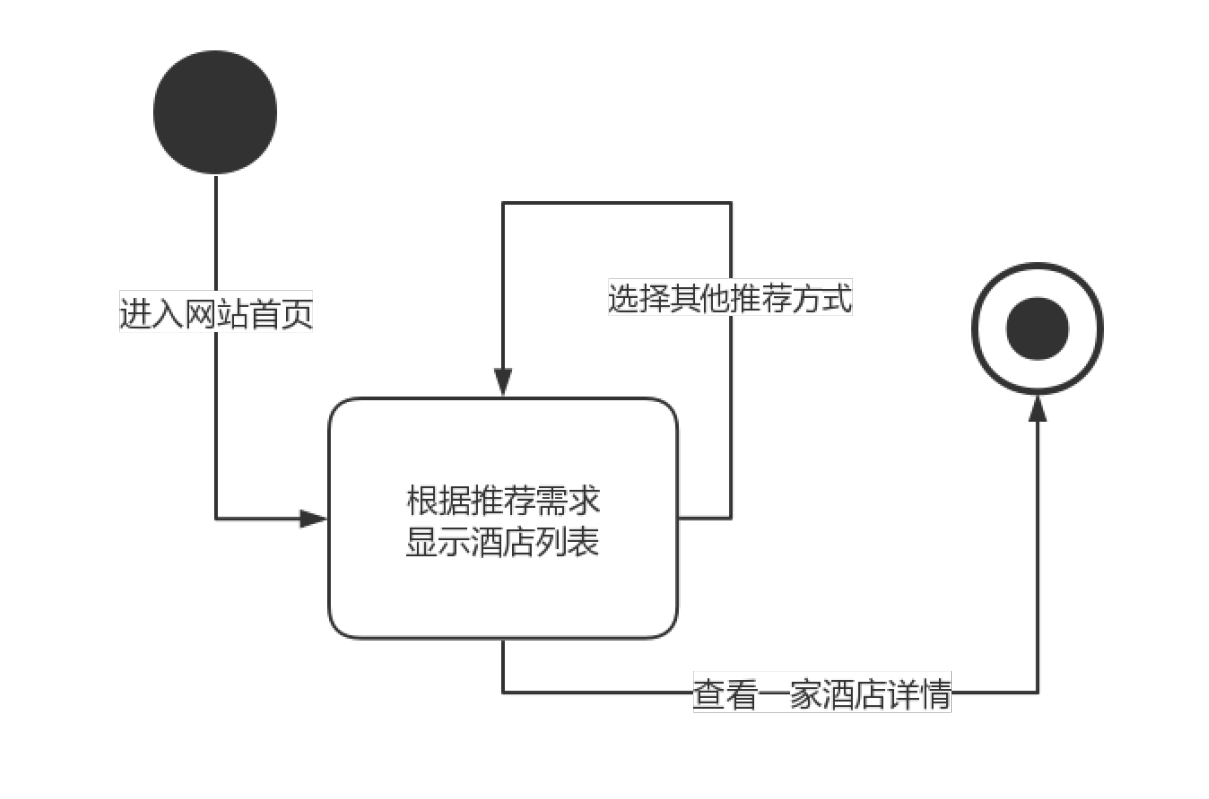 进入网站首页
选择其他推荐方式
根据推荐需求
显示酒店列表
查看一家酒店详情